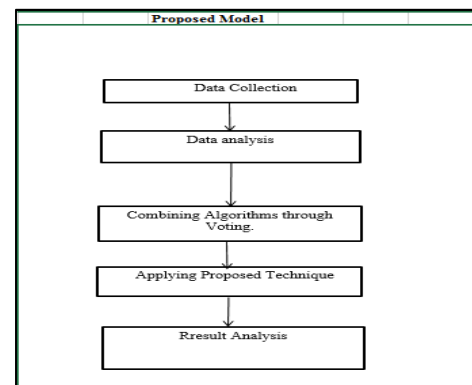 Proposed Model
Data Collection
Data analysis
Combining Algorithms through
Voting.
Applying Proposed Technique
Rresult Analysis